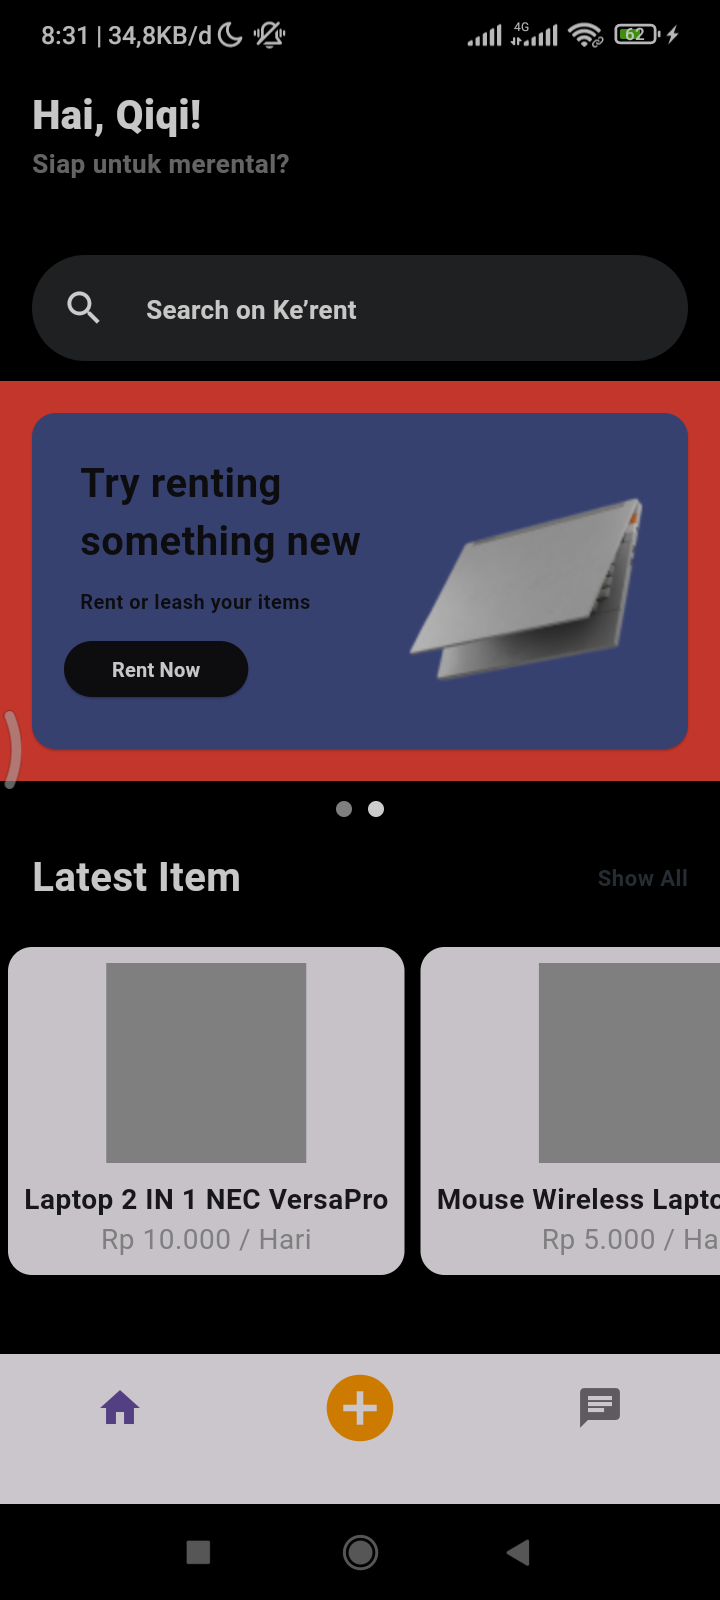 8:31 | 34,8KB/d
4G
62
Hai, Qiqi!
Siap untuk merental?
Search on Ke’rent
Try renting
something new
Rent or leash your items
Rent Now
Latest Item
Show All
Laptop 2 IN 1 NEC VersaPro
Rp 10.000 / Hari
Mouse Wireless Lapto
Rp 5.000 / Ha